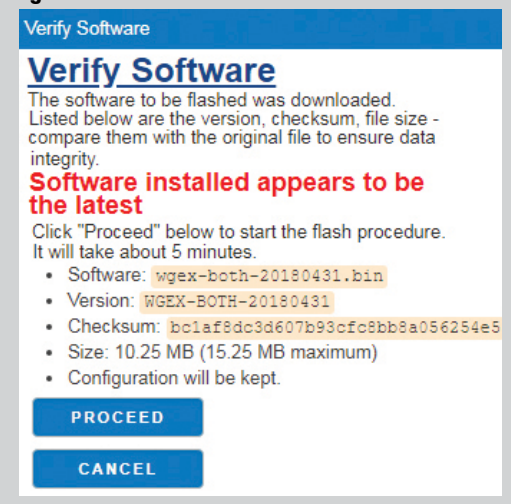 Verify Software
Verify Software
The software to be flashed was downloaded.
Listed below are the version, checksum, file size -
compare them with the original file to ensure data
integrity.
Software installed appears to be
the latest
Click "Proceed" below to start the flash procedure.
It will take about 5 minutes.
• Software: wgex-both-20180431.bin
• Version: WGEX-BOTH-20180431
• Checksum: bc1af8dc3d607b93cfc8bb8a056254e5
• Size: 10.25 MB (15.25 MB maximum)
• Configuration will be kept.
PROCEED
CANCEL